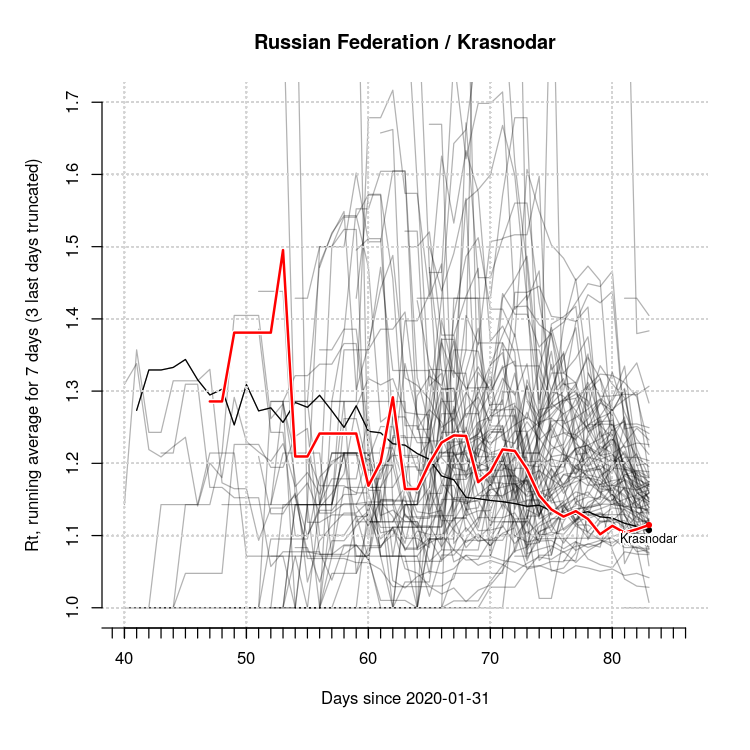 Russian Federation / Krasnodar
Rt, running average for 7 days (3 last days truncated)
1.7
1.6
1.5
1.4
1.3
1.2
1.1
1.0
Krasnodar
40 50 60 70 80
Days since 2020-01-31